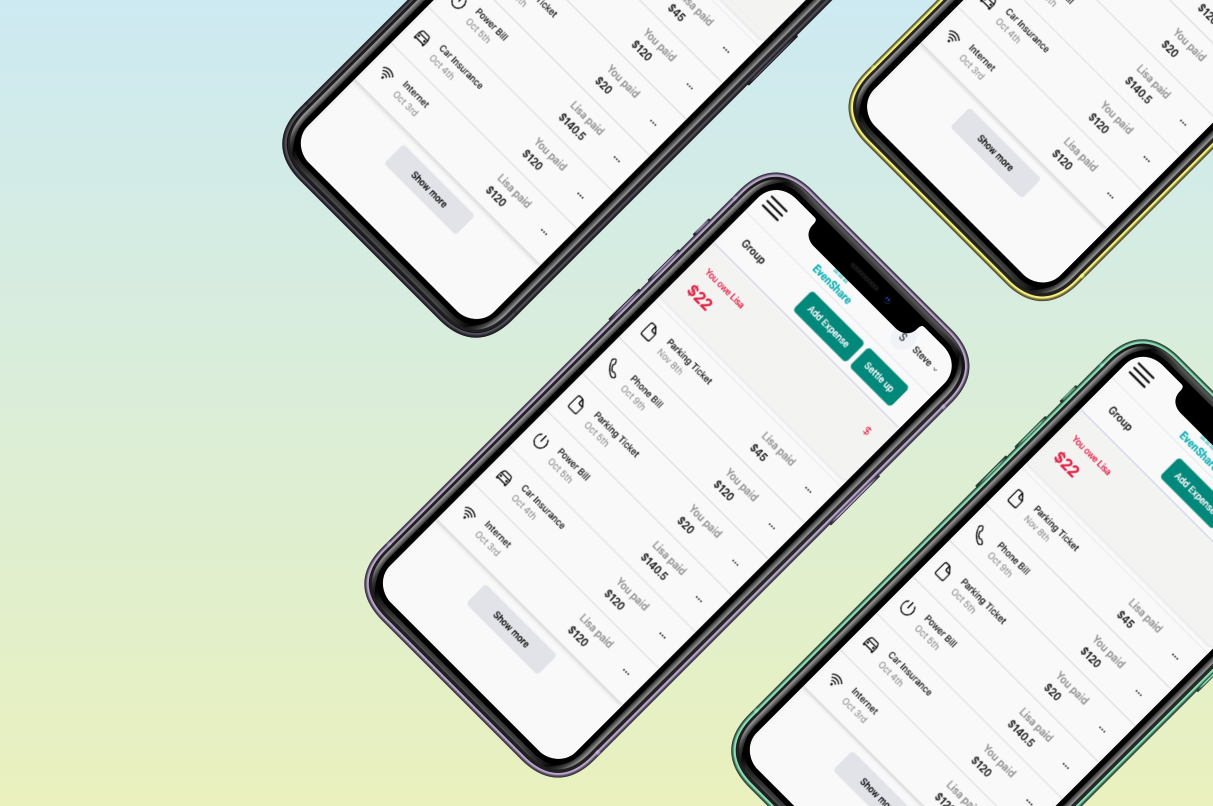 $45
You paid
$120
Ticket
You paid
$20
Power Bill
Oct 5th
Lisa paid
$140.5
Car Insurance
Oct 4th
You paid
$120
Internet
Oct 3rd
Lisa paid
$120
Show more
You paid
$20
Lisa paid
$140.5
Car Insurance
Oct 4th
You paid
$120
Internet
Oct 3rd
Lisa paid
$120
Show more
EvenShare
S
Steve
Group
Add Expense
Settle up
You owe Lisa
$22
$
Parking Ticket
Nov 8th
Lisa paid
$45
Phone Bill
Oct 9th
You paid
$120
Parking Ticket
Oct 5th
You paid
$20
Power Bill
Oct 5th
Lisa paid
$140.5
Car Insurance
Oct 4th
You paid
$120
Internet
Oct 3rd
Lisa paid
$120
Show more
EvenShare
Group
Add Expense
You owe Lisa
$22
Parking Ticket
Nov 8th
Lisa paid
$45
Phone Bill
Oct 9th
You paid
$120
Parking Ticket
Oct 5th
You paid
$20
Power Bill
Oct 5th
Lisa paid
$140.5
Car Insurance
Oct 4th
You paid
$120
Internet
Oct 3rd
Lisa paid
Show